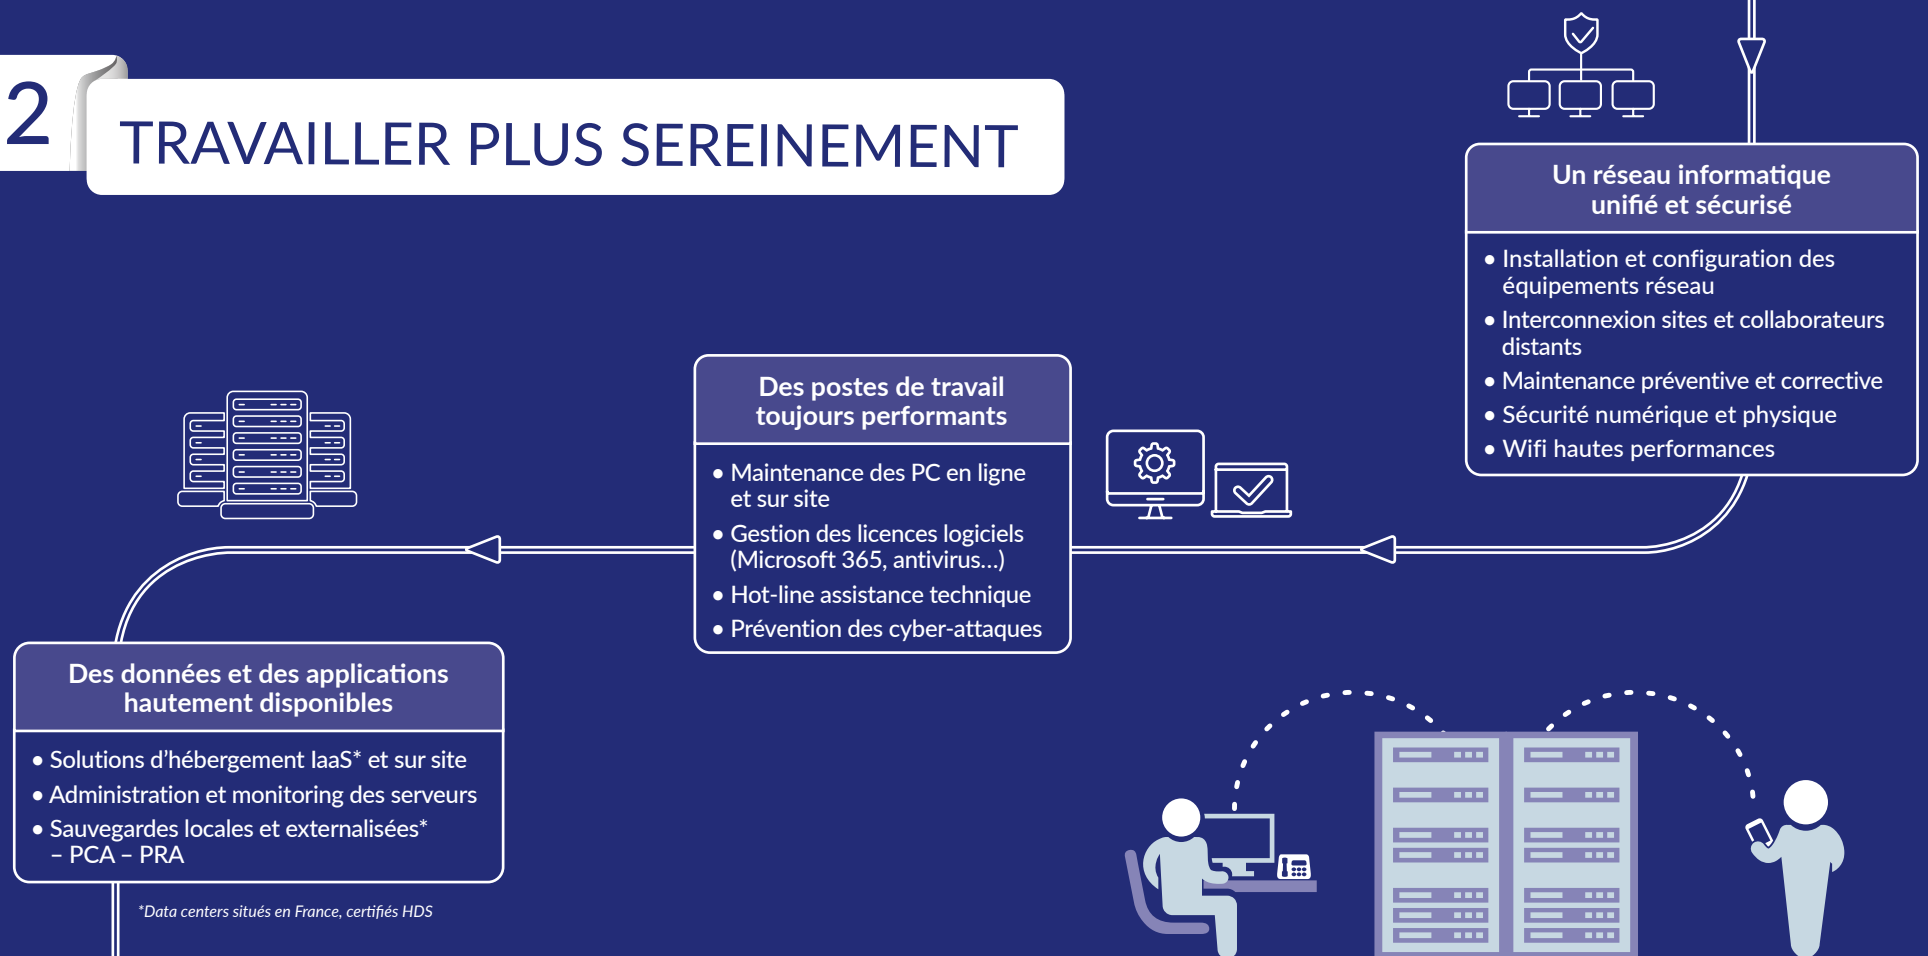 2
TRAVAILLER PLUS SEREINEMENT
Un réseau informatique
unifié et sécurisé
• Installation et configuration des
équipements réseau
• Interconnexion sites et collaborateurs
distants
• Maintenance préventive et corrective
• Sécurité numérique et physique
• Wifi hautes performances
Des postes de travail
toujours performants
• Maintenance des PC en ligne
et sur site
• Gestion des licences logiciels
(Microsoft 365, antivirus...)
• Hot-line assistance technique
• Prévention des cyber-attaques
Des données et des applications
hautement disponibles
• Solutions d'hébergement IaaS* et sur site
• Administration et monitoring des serveurs
• Sauvegardes locales et externalisées*
– PCA – PRA
*Data centers situés en France, certifiés HDS